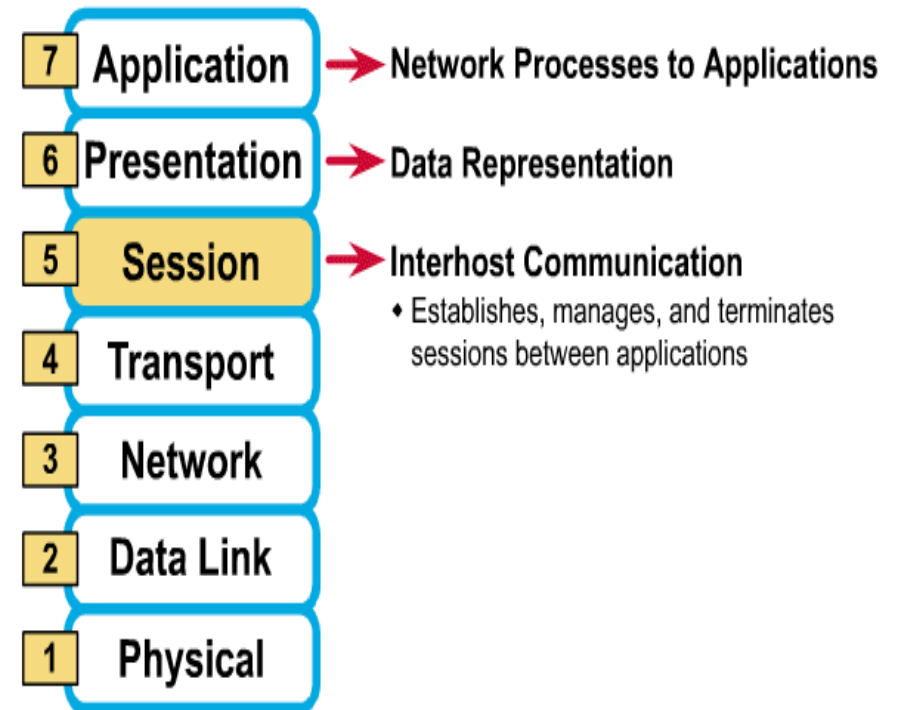 7 Application Network Processes to Applications
6 Presentation Data Representation
5 Session Interhost Communication
♦ Establishes, manages, and terminates
sessions between applications
4 Transport
3 Network
2 Data Link
1 Physical